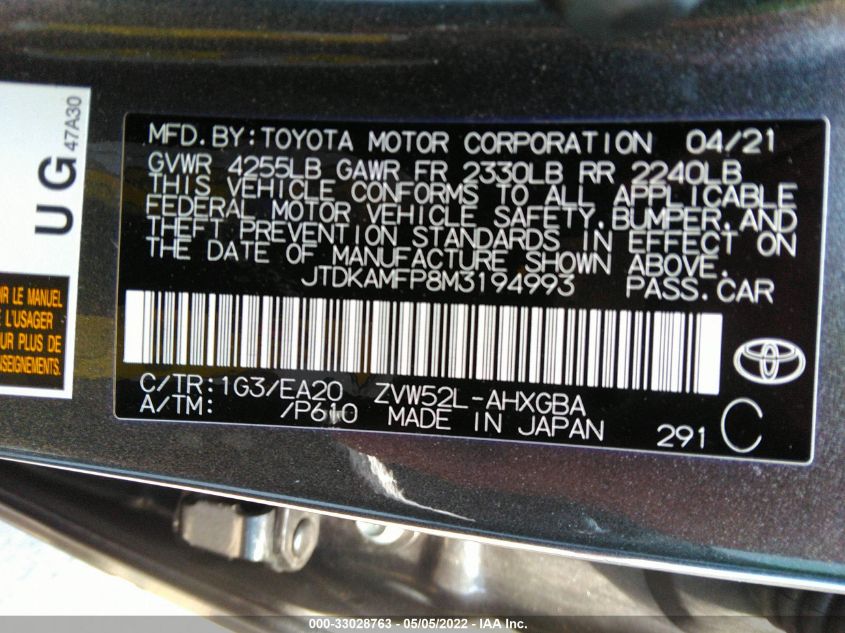 UG
47A30
IR LE MANUEL
L'USAGER
UR PLUS DE
SEIGNEMENTS.
MFD.BY:TOYOTA MOTOR CORPORATION 04/21
GVWR 4255LB GAWR FR 2330LB RR 2240LB
THIS VEHICLE CONFORMS TO ALL APPLICABLE
FEDERAL MOTOR VEHICLE SAFETY,BUMPER,AND
THEFT PREVENTION STANDARDS IN EFFECT ON
THE DATE OF MANUFACTURE SHOWN ABOVE.
JTDKAMFP8M3194993 PASS.CAR
C/TR:1G3/EA20 ZVW52L-AHXGBA
A/TM: /P610 MADE IN JAPAN
291 C
000-33028763 - 05/05/2022 - IAA Inc.